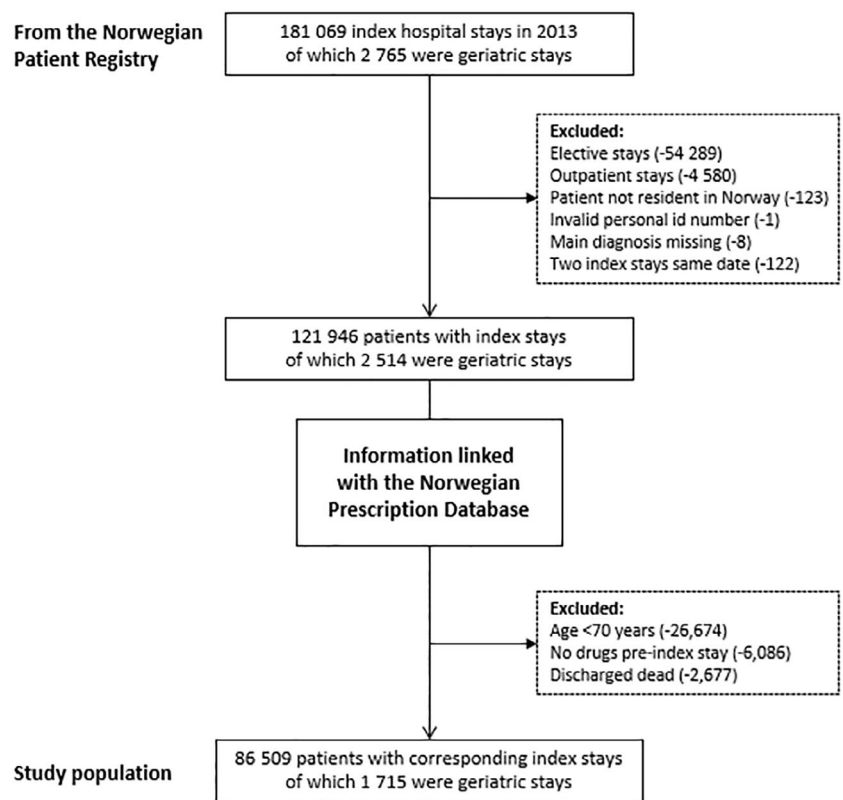 From the Norwegian
Patient Registry
181 069 index hospital stays in 2013
of which 2 765 were geriatric stays
Excluded:
Elective stays (-54 289)
Outpatient stays (-4 580)
Patient not resident in Norway (-123)
Invalid personal id number (-1)
Main diagnosis missing (-8)
Two index stays same date (-122)
121 946 patients with index stays
of which 2 514 were geriatric stays
Information linked
with the Norwegian
Prescription Database
Excluded:
Age <70 years (-26,674)
No drugs pre-index stay (-6,086)
Discharged dead (-2,677)
Study population
86 509 patients with corresponding index stays
of which 1 715 were geriatric stays